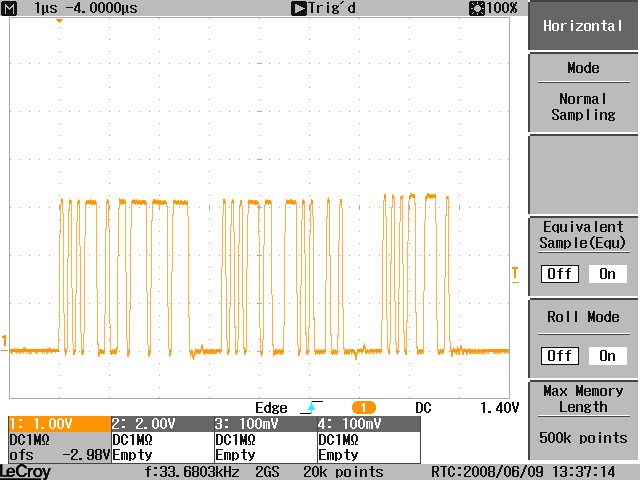 M 1µs -4.0000µs Trig'd 100%
Horizontal
Mode
Normal
Sampling
Equivalent
Sample(Equ)
Off On
Roll Mode
Off On
Max Memory
Length
500k points
T
1
Edge 1 DC 1.40V
1: 1.00V 2: 2.00V 3: 100mV 4: 100mV
DC1MΩ DC1MΩ DC1MΩ DC1MΩ
ofs -2.98V Empty Empty Empty
LeCroy f:33.6803kHz 2GS 20k points RTC:2008/06/09 13:37:14